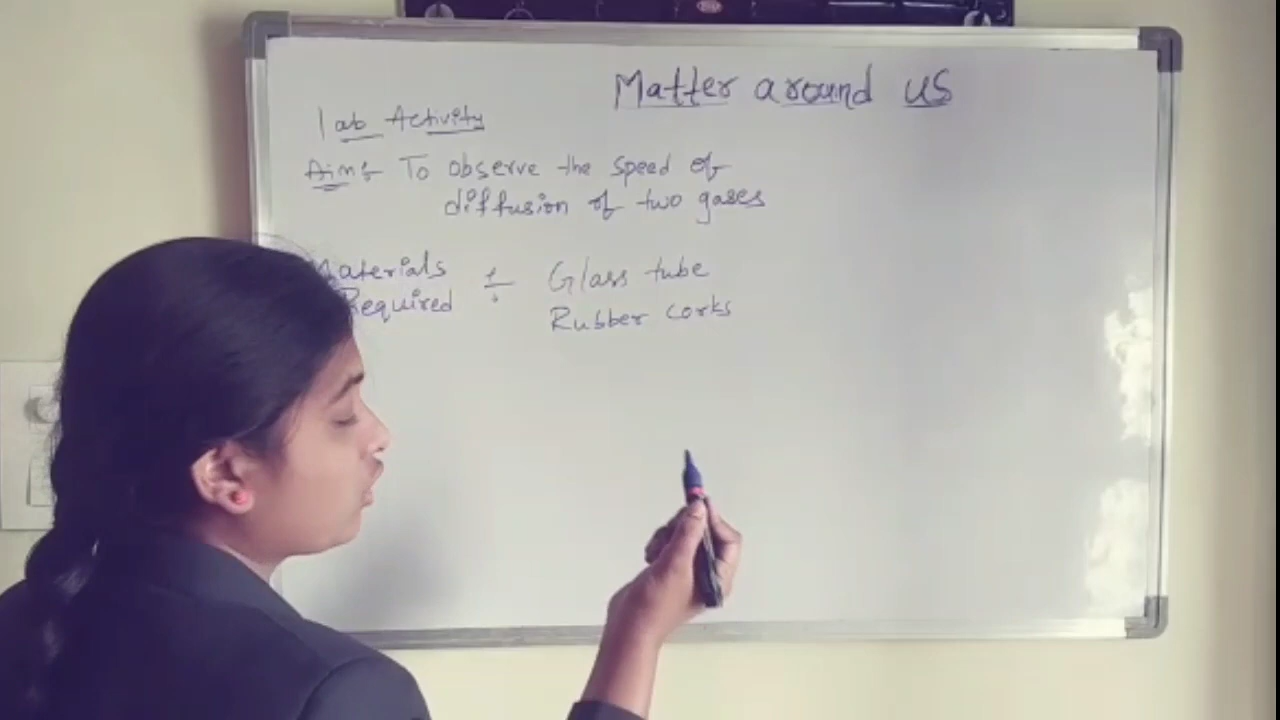 Matter around us
Lab Activity
Aim:- To observe the speed of
diffusion of two gases
Materials :- Glass tube
Required Rubber corks